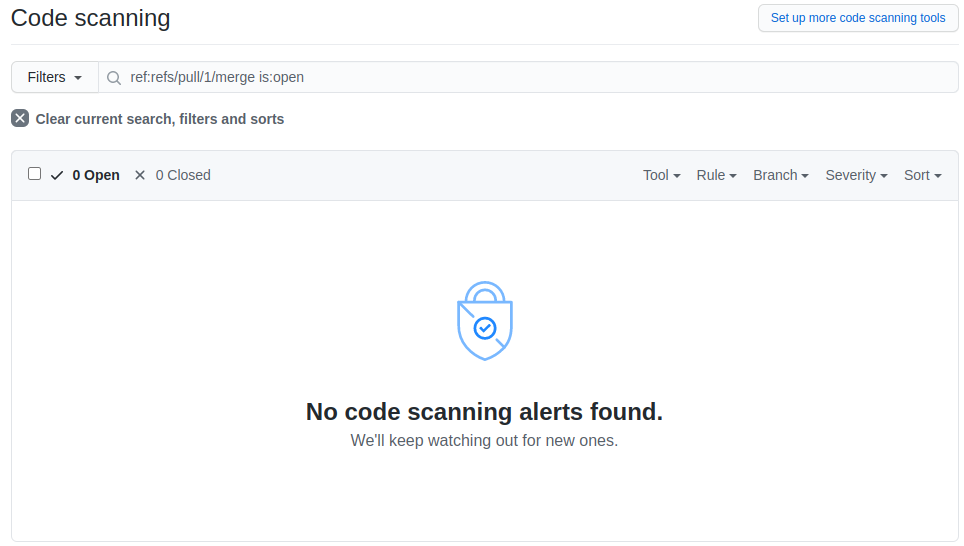 Code scanning
Set up more code scanning tools
Filters
ref:refs/pull/1/merge is:open
Clear current search, filters and sorts
0 Open 0 Closed Tool Rule Branch Severity Sort
No code scanning alerts found.
We'll keep watching out for new ones.